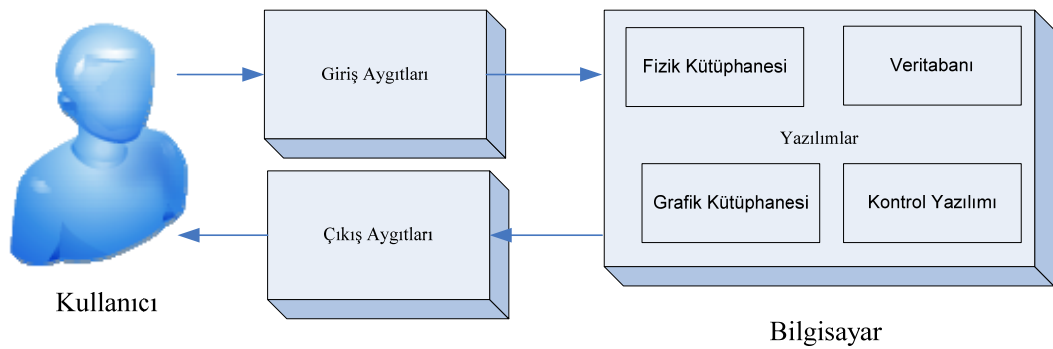 Giriş Aygıtları
Fizik Kütüphanesi
Veritabanı
Yazılımlar
Grafik Kütüphanesi
Kontrol Yazılımı
Çıkış Aygıtları
Kullanıcı
Bilgisayar